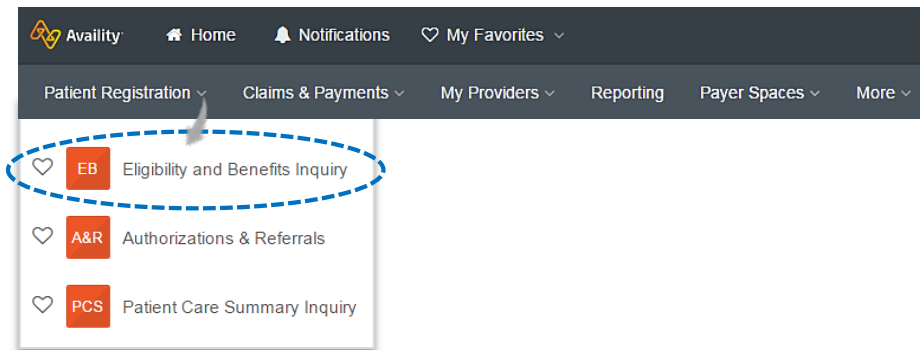 Availity Home Notifications My Favorites
Patient Registration Claims & Payments My Providers Reporting Payer Spaces More
EB Eligibility and Benefits Inquiry
A&R Authorizations & Referrals
PCS Patient Care Summary Inquiry